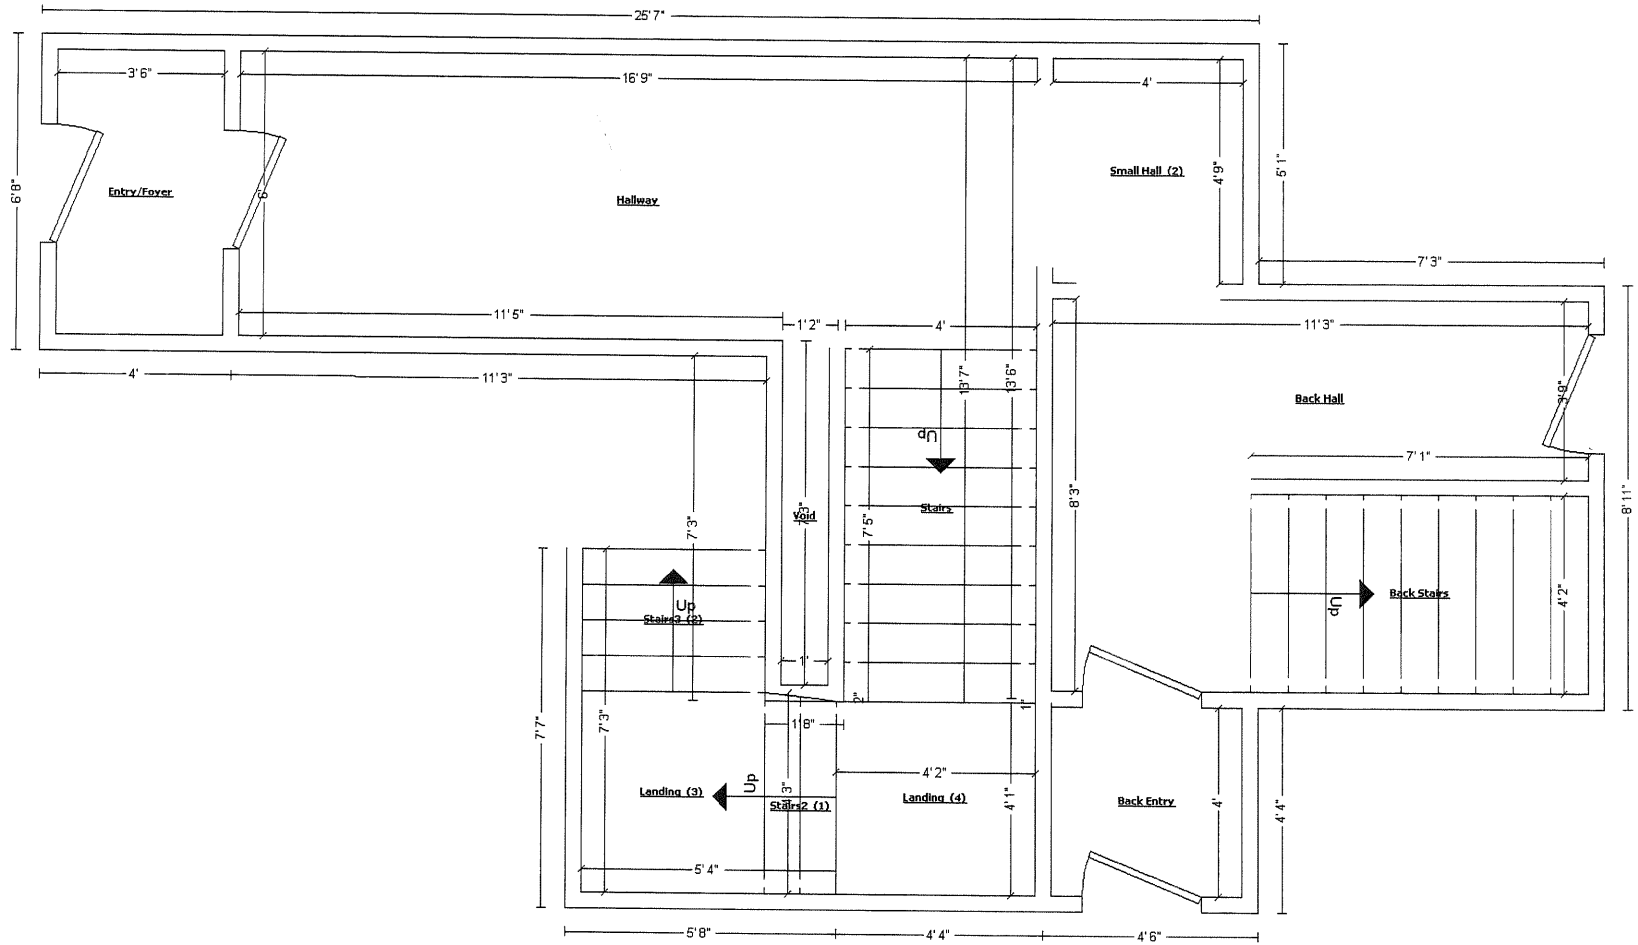 25'7"
3'6"
16'9"
4'
6'8"
Entry/Foyer
6'
Hallway
Small Hall (2)
4'9"
5'1"
7'3"
11'5"
1'2"
4'
11'3"
4'
11'3"
13'7"
13'6"
Back Hall
3'9"
Up
7'1"
8'3"
8'11"
7'3"
Void
7'3"
7'5"
Stairs
Up
Stairs3 (2)
Up
Back Stairs
4'2"
1'
2"
1"
1'8"
7'7"
7'3"
Up
4'2"
Landing (3)
4'3"
Stairs2 (1)
Landing (4)
4'1"
Back Entry
4'
4'4"
5'4"
5'8"
4'4"
4'6"